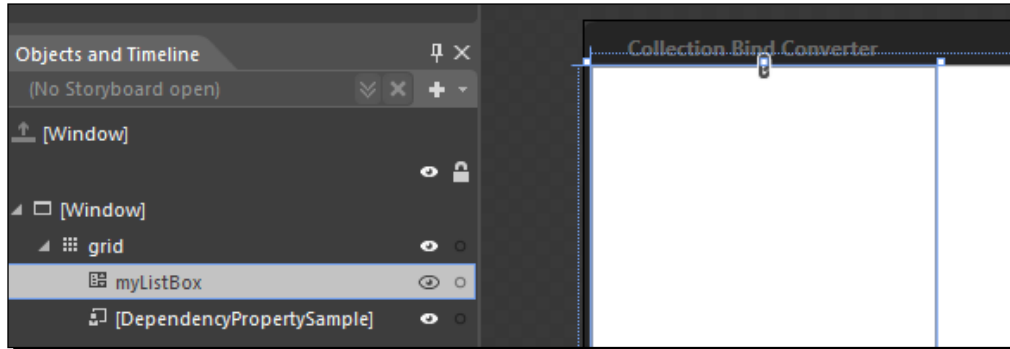 Objects and Timeline
(No Storyboard open)
[Window]
[Window]
grid
myListBox
[DependencyPropertySample]
Collection Bind Converter